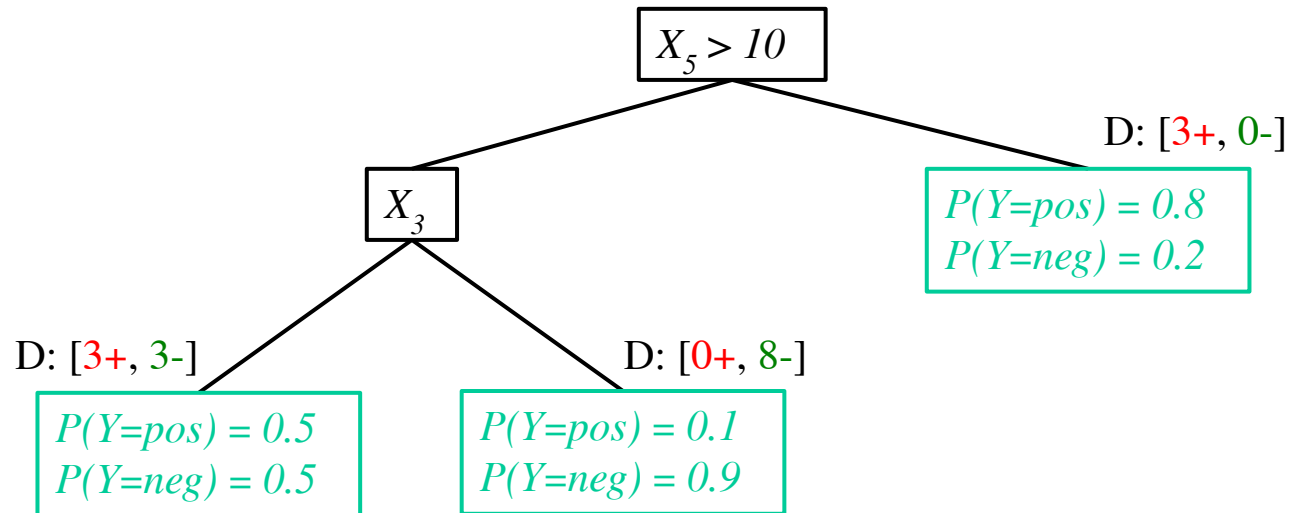 X₅ > 10
D: [3+, 0-]
X₃
P(Y=pos) = 0.8
P(Y=neg) = 0.2
D: [3+, 3-]
D: [0+, 8-]
P(Y=pos) = 0.5
P(Y=neg) = 0.5
P(Y=pos) = 0.1
P(Y=neg) = 0.9